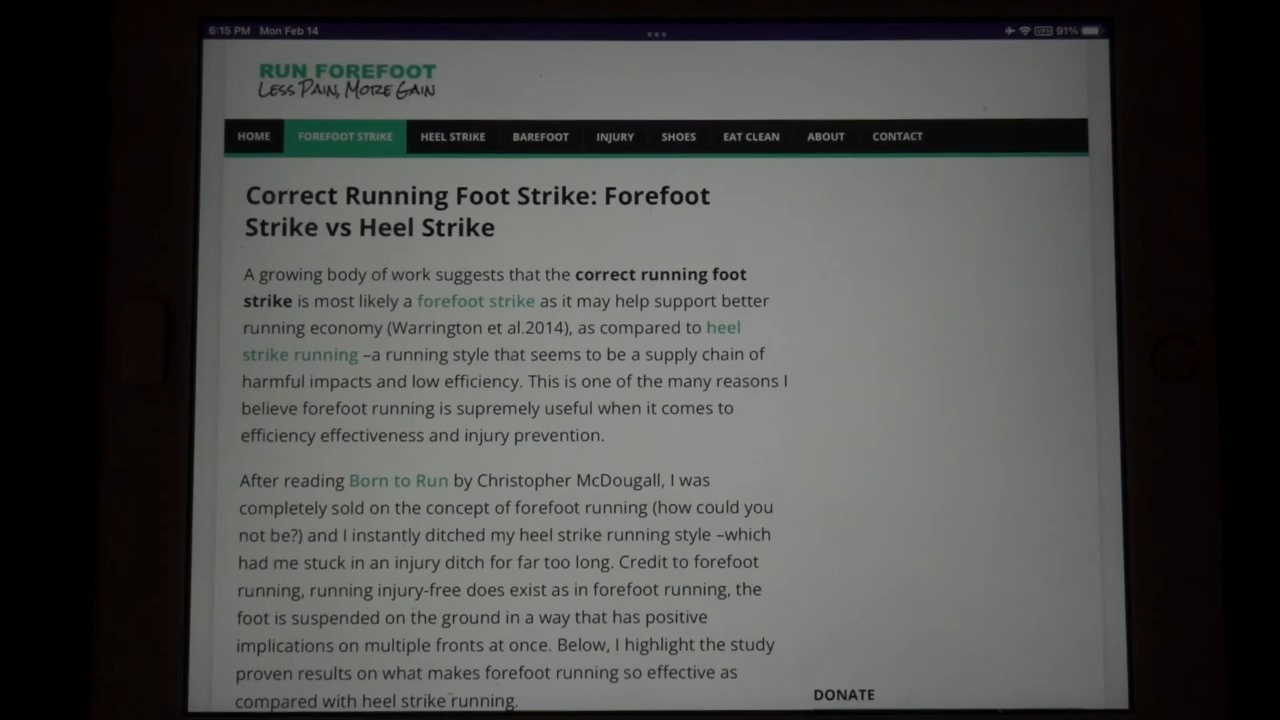 6:15 PM Mon Feb 14
VPN 91%
RUN FOREFOOT
LESS PAIN, MORE GAIN
HOME FOREFOOT STRIKE HEEL STRIKE BAREFOOT INJURY SHOES EAT CLEAN ABOUT CONTACT
Correct Running Foot Strike: Forefoot
Strike vs Heel Strike
A growing body of work suggests that the correct running foot
strike is most likely a forefoot strike as it may help support better
running economy (Warrington et al.2014), as compared to heel
strike running –a running style that seems to be a supply chain of
harmful impacts and low efficiency. This is one of the many reasons I
believe forefoot running is supremely useful when it comes to
efficiency effectiveness and injury prevention.
After reading Born to Run by Christopher McDougall, I was
completely sold on the concept of forefoot running (how could you
not be?) and I instantly ditched my heel strike running style –which
had me stuck in an injury ditch for far too long. Credit to forefoot
running, running injury-free does exist as in forefoot running, the
foot is suspended on the ground in a way that has positive
implications on multiple fronts at once. Below, I highlight the study
proven results on what makes forefoot running so effective as
compared with heel strike running.
DONATE